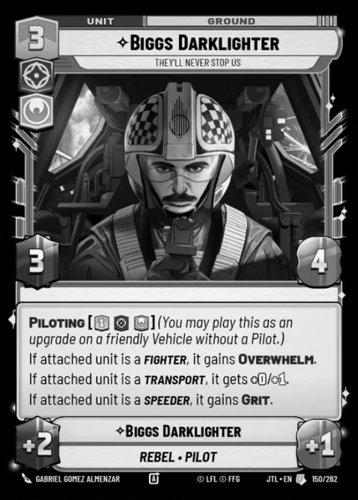 UNIT GROUND
3 ✧BIGGS DARKLIGHTER
THEY'LL NEVER STOP US
3 4
PILOTING [1] (You may play this as an
upgrade on a friendly Vehicle without a Pilot.)
If attached unit is a FIGHTER, it gains OVERWHELM.
If attached unit is a TRANSPORT, it gets +0/+1.
If attached unit is a SPEEDER, it gains GRIT.
✧BIGGS DARKLIGHTER
+2 REBEL • PILOT +1
GABRIEL GOMEZ ALMENZAR Ⓛ LFL Ⓘ FFG JTL • EN 150/262